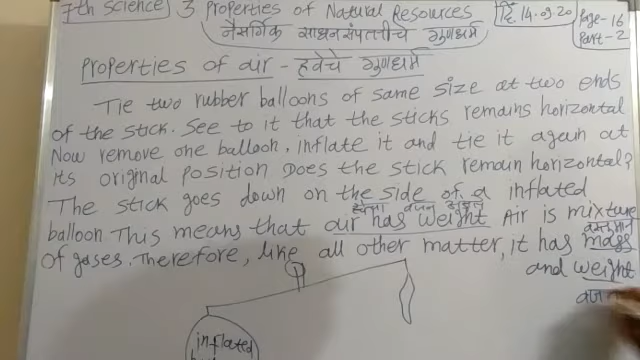 7th Science
3 Properties of Natural Resources
नैसर्गिक साधनसंपत्तीचे गुणधर्म
दि. 14.09.20
Page-16
Part-2
Properties of air - हवेचे गुणधर्म
Tie two rubber balloons of same size at two ends
of the stick. See to it that the sticks remains horizontal
Now remove one balloon, inflate it and tie it again at
its original position Does the stick remain horizontal?
The stick goes down on the side of a inflated
हवेला वजन असते
balloon This means that air has weight Air is mixture
वस्तुमान
of gases. Therefore, like all other matter, it has mass
and weight
वजन
inflated